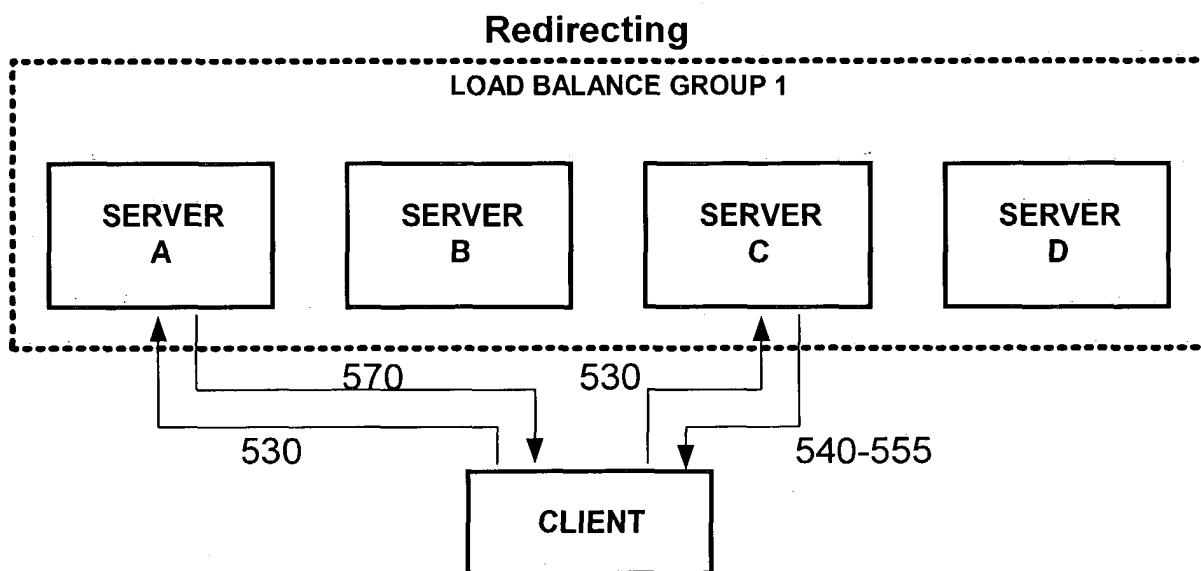 Redirecting
LOAD BALANCE GROUP 1
SERVER
A
SERVER
B
SERVER
C
SERVER
D
570
530
530
540-555
CLIENT